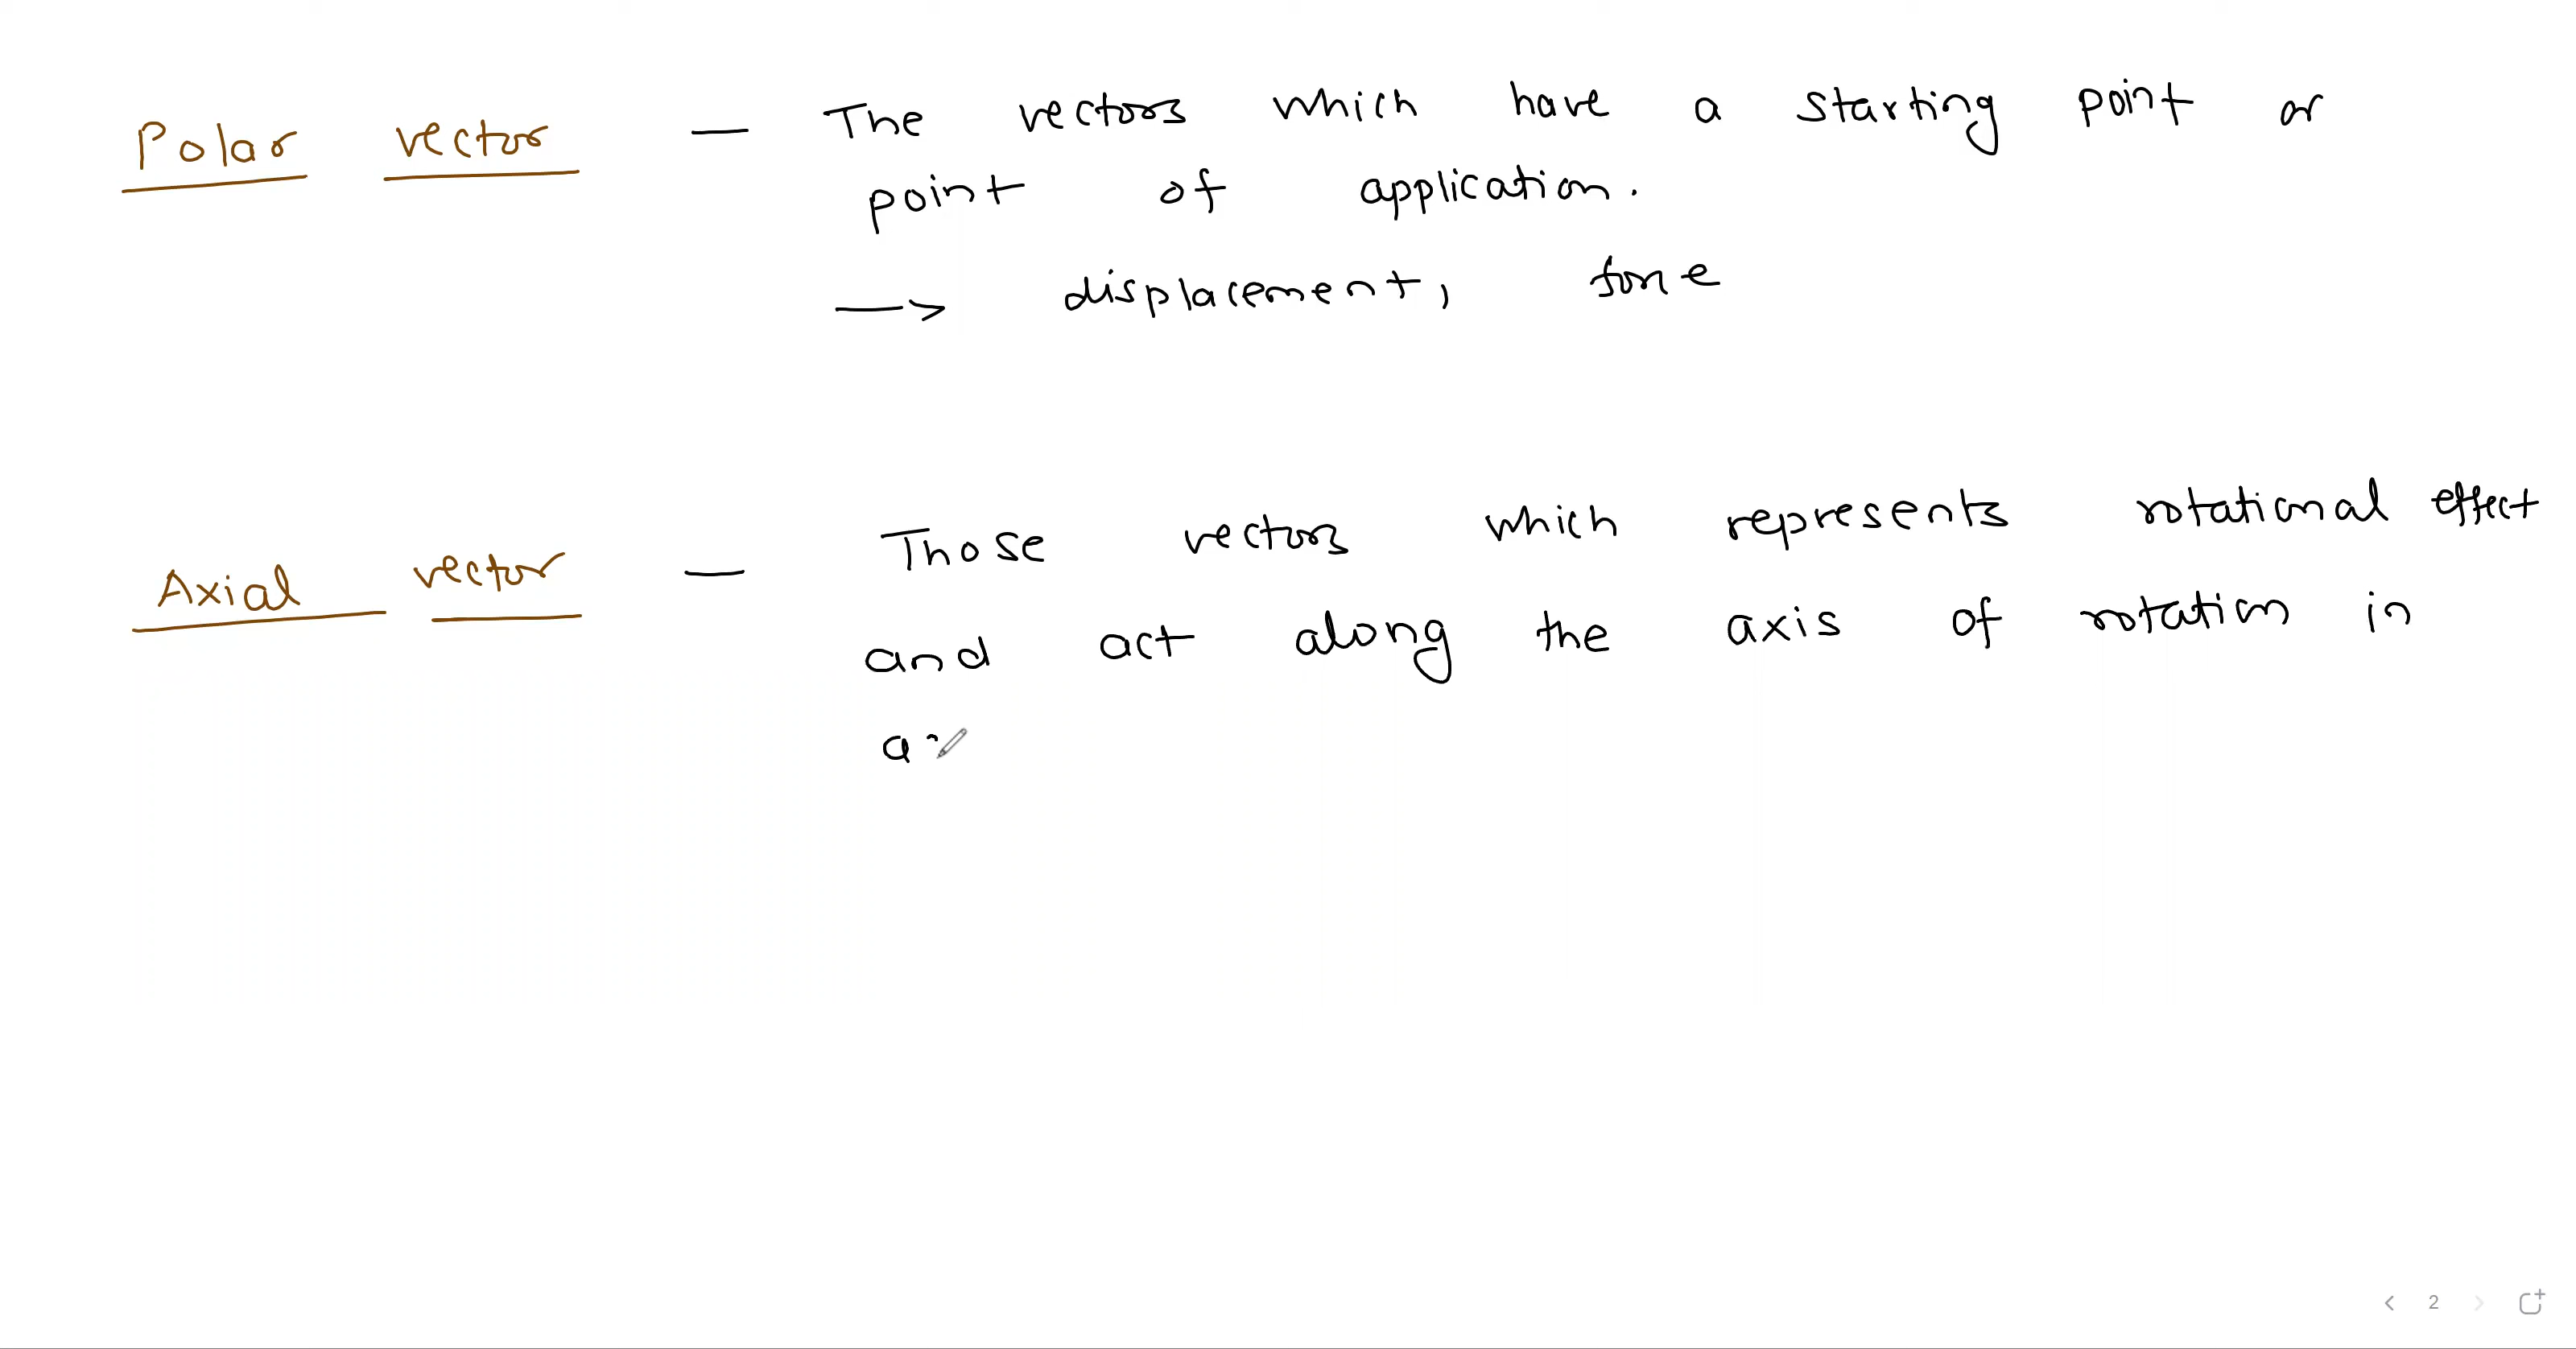 Polar vector — The vectors which have a starting point or
point of application.
—> displacement, force
Axial vector — Those vectors which represents rotational effect
and act along the axis of rotation in
a
2